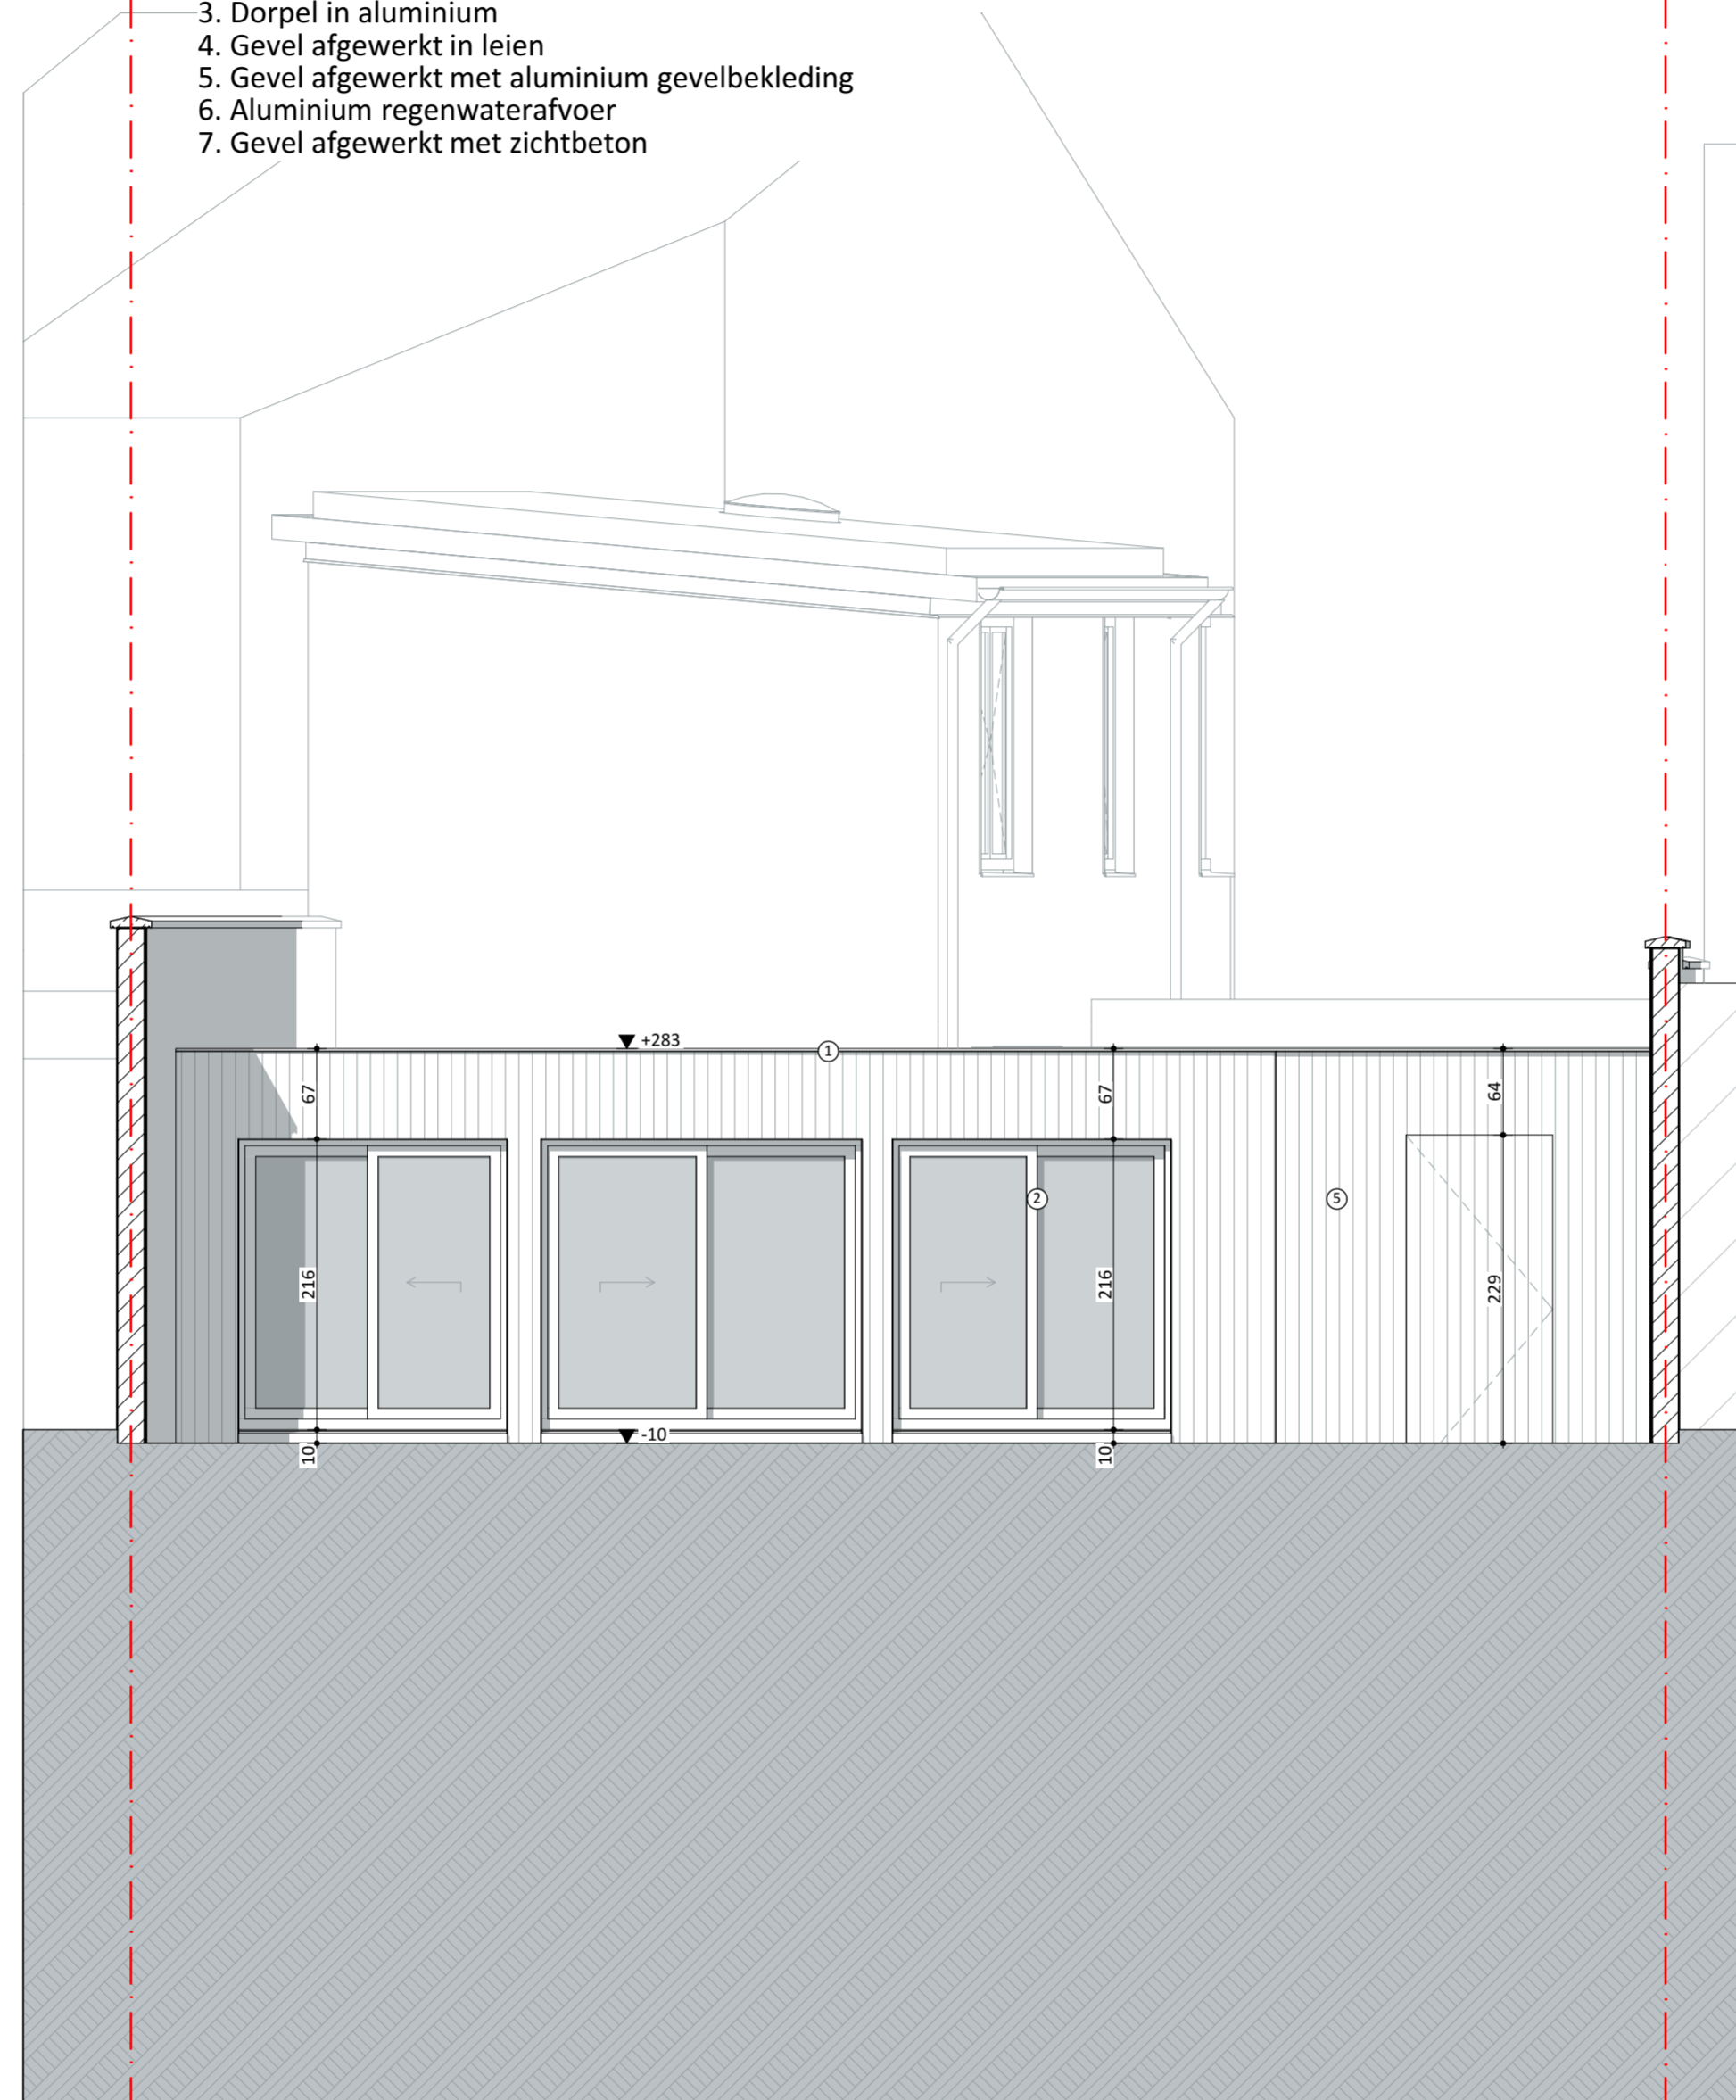 3. Dorpel in aluminium
4. Gevel afgewerkt in leien
5. Gevel afgewerkt met aluminium gevelbekleding
6. Aluminium regenwaterafvoer
7. Gevel afgewerkt met zichtbeton
+283
1
67
67
64
2
5
216
216
229
-10
10
10